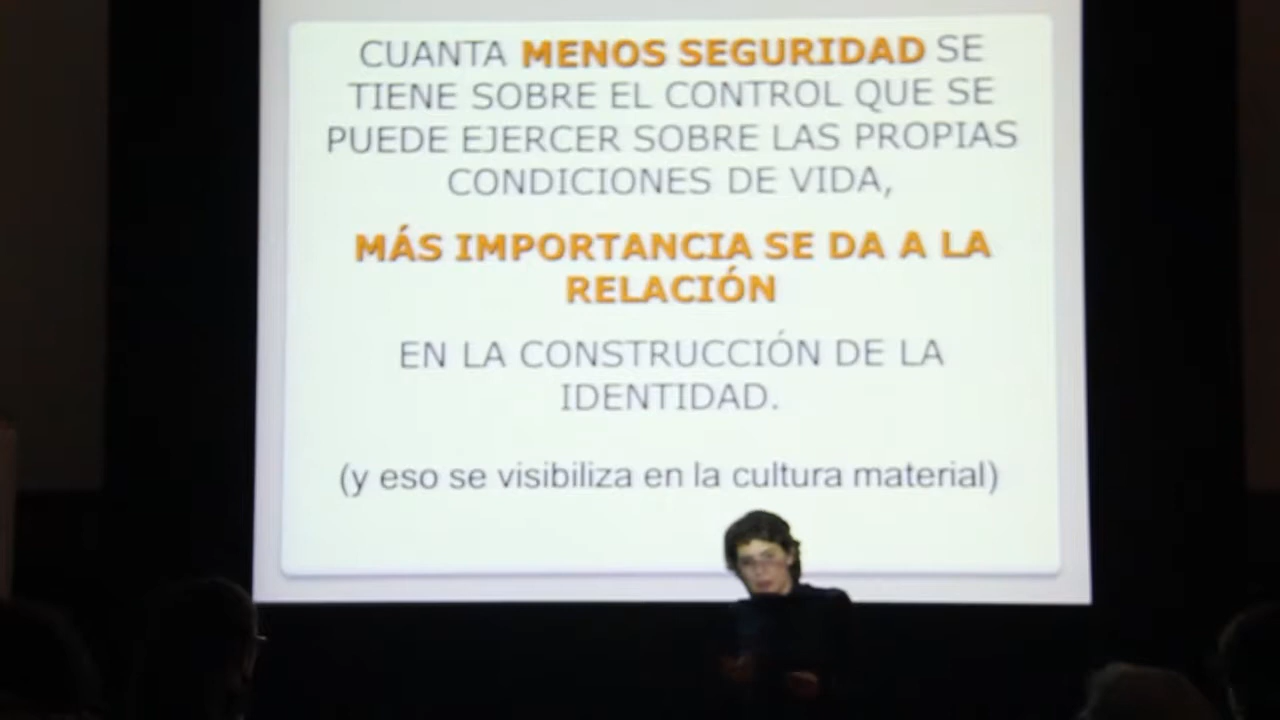 CUANTA MENOS SEGURIDAD SE
TIENE SOBRE EL CONTROL QUE SE
PUEDE EJERCER SOBRE LAS PROPIAS
CONDICIONES DE VIDA,
MÁS IMPORTANCIA SE DA A LA
RELACIÓN
EN LA CONSTRUCCIÓN DE LA
IDENTIDAD.
(y eso se visibiliza en la cultura material)